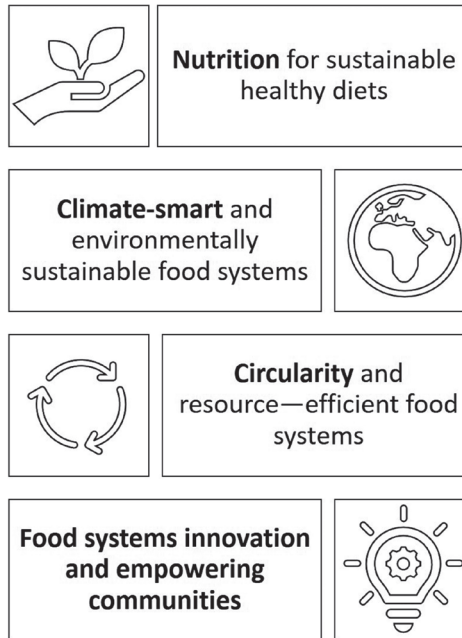 Nutrition for sustainable
healthy diets
Climate-smart and
environmentally
sustainable food systems
Circularity and
resource—efficient food
systems
Food systems innovation
and empowering
communities